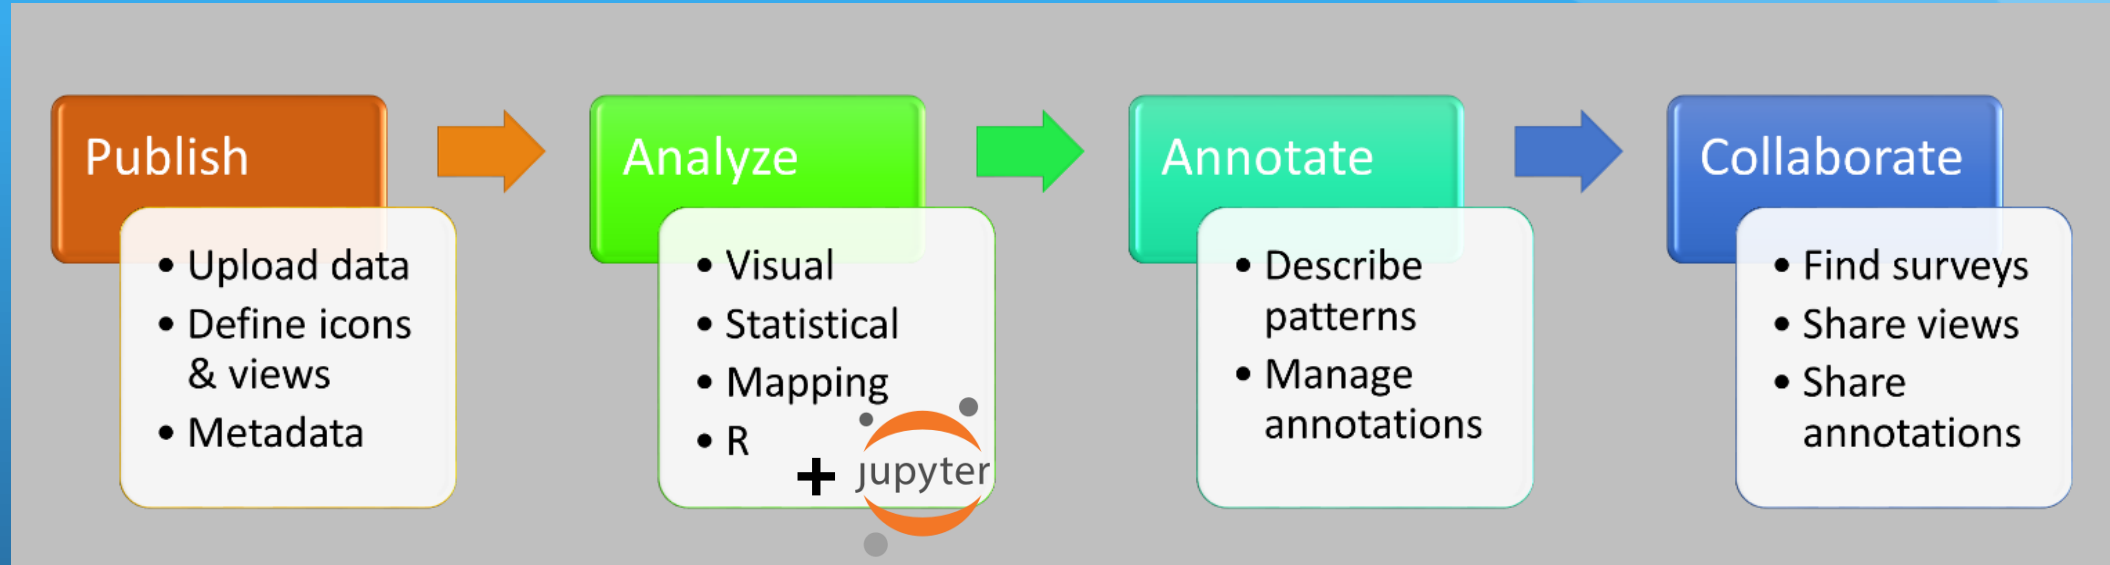 Publish
• Upload data
• Define icons
& views
• Metadata
Analyze
• Visual
• Statistical
• Mapping
• R
+ jupyter
Annotate
• Describe
patterns
• Manage
annotations
Collaborate
• Find surveys
• Share views
• Share
annotations